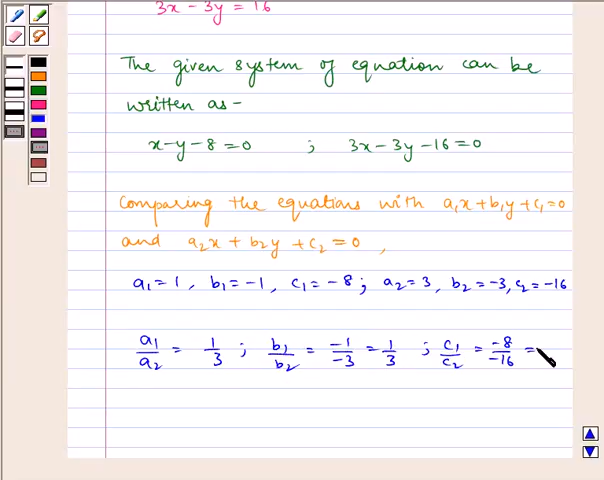 3x - 3y = 16
The given system of equation can be
written as-
x-y-8=0 ; 3x-3y-16=0
Comparing the equations with a₁x+b₁y+c₁=0
and a₂x+b₂y+c₂=0,
a₁=1, b₁=-1, c₁=-8; a₂=3, b₂=-3, c₂=-16
a₁/a₂ = 1/3 ; b₁/b₂ = -1/-3 = 1/3 ; c₁/c₂ = -8/-16 =